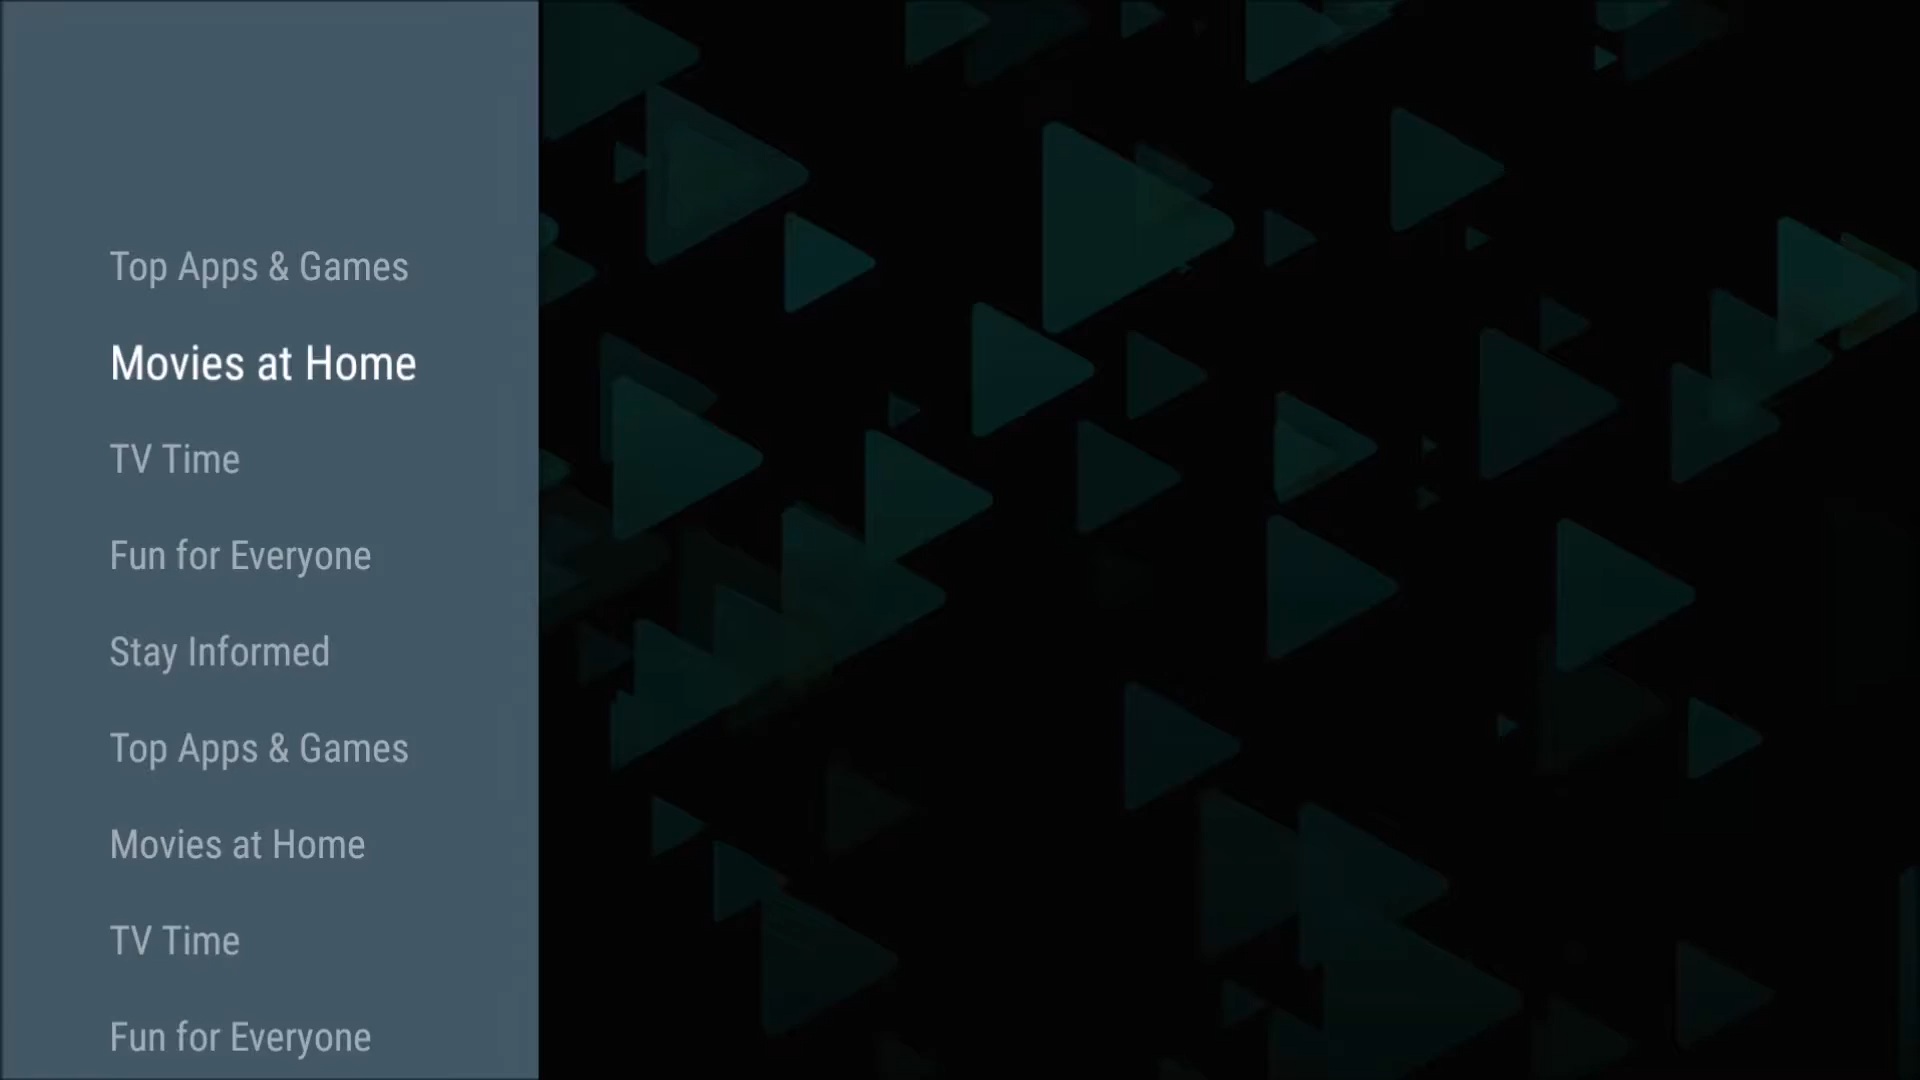 Top Apps & Games
Movies at Home
TV Time
Fun for Everyone
Stay Informed
Top Apps & Games
Movies at Home
TV Time
Fun for Everyone